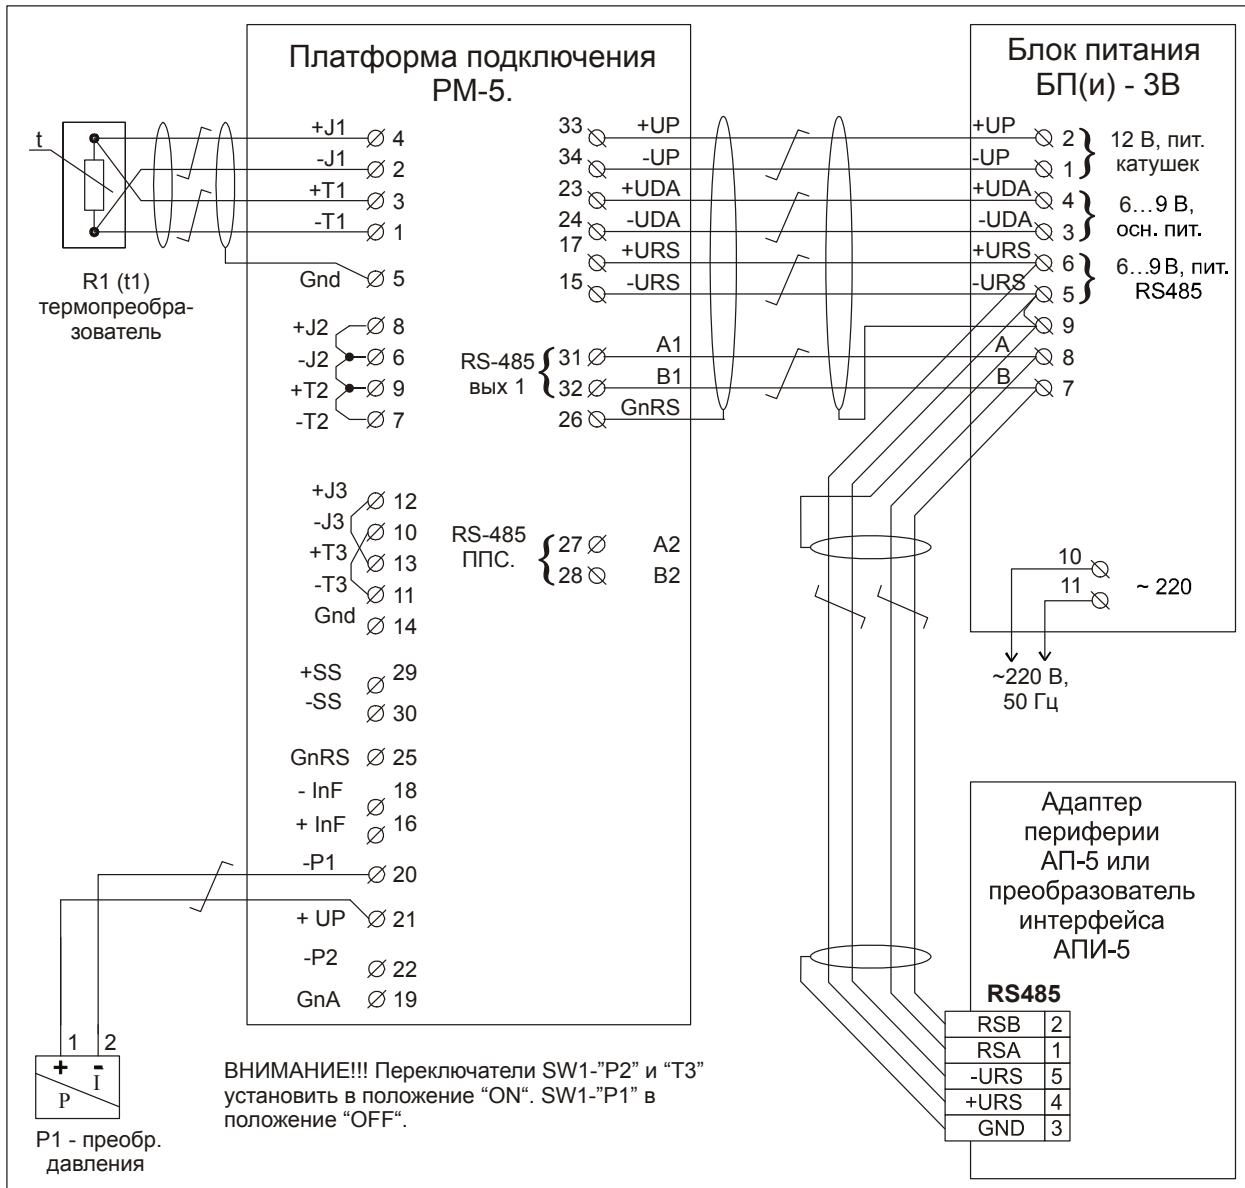 Платформа подключения
РМ-5.
Блок питания
БП(и) - 3В
t
R1 (t1)
термопреобра-
зователь
+J1 4
-J1 2
+T1 3
-T1 1
Gnd 5
+J2 8
-J2 6
+T2 9
-T2 7
+J3 12
-J3 10
+T3 13
-T3 11
Gnd 14
+SS 29
-SS 30
GnRS 25
- InF 18
+ InF 16
-P1 20
+ UP 21
-P2 22
GnA 19
33 +UP
34 -UP
23 +UDA
24 -UDA
17 +URS
15 -URS
RS-485
вых 1
31 A1
32 B1
26 GnRS
RS-485
ППС.
27 A2
28 B2
+UP 2
-UP 1
12 В, пит.
катушек
+UDA 4
-UDA 3
6...9 В,
осн. пит.
+URS 6
-URS 5
6...9 В, пит.
RS485
9
A 8
B 7
10
11
~ 220
~220 В,
50 Гц
Адаптер
периферии
АП-5 или
преобразователь
интерфейса
АПИ-5
RS485
RSB 2
RSA 1
-URS 5
+URS 4
GND 3
1 2
+ -
P I
P1 - преобр.
давления
ВНИМАНИЕ!!! Переключатели SW1-”P2” и “T3”
установить в положение “ON“. SW1-”P1” в
положение “OFF“.